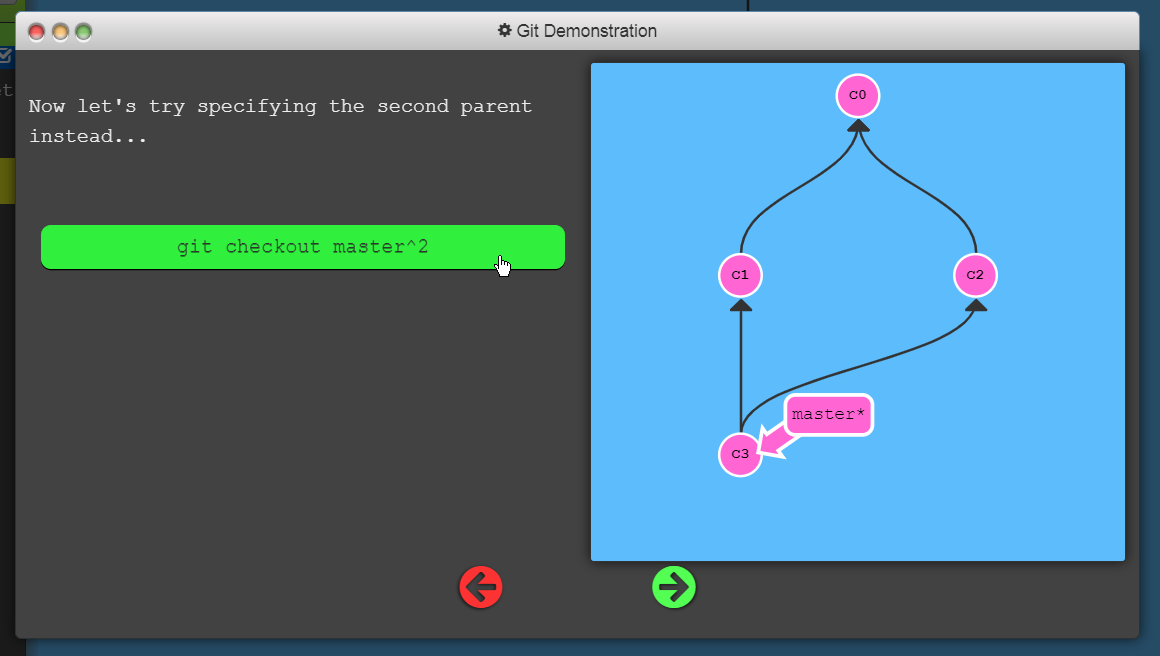 Git Demonstration
Now let's try specifying the second parent
instead...
git checkout master^2
C0
C1
C2
master*
C3